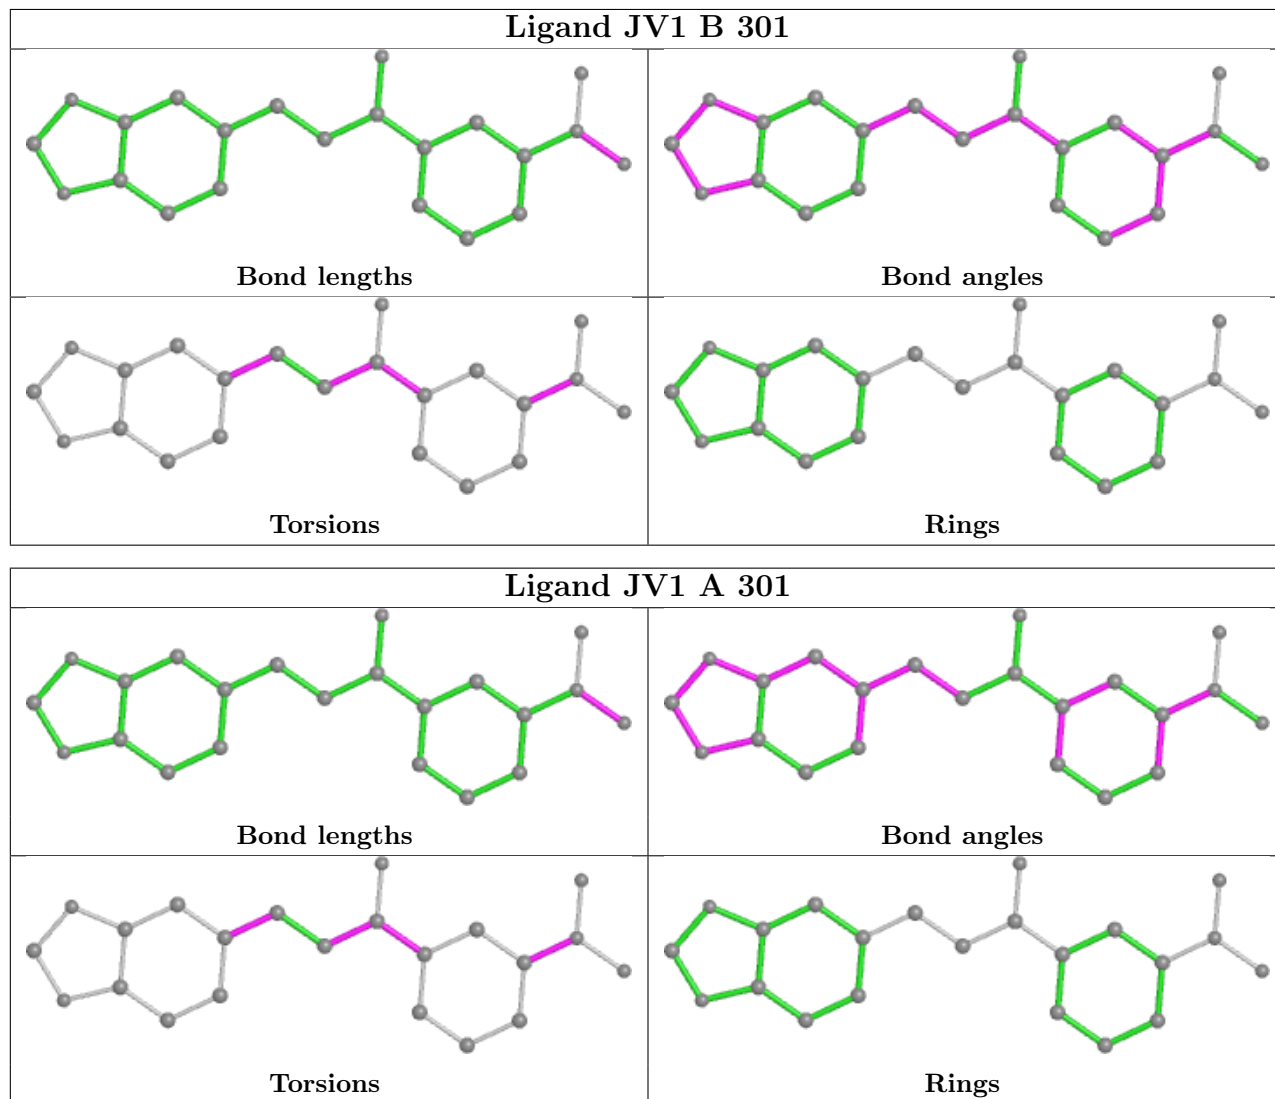 Ligand JV1 B 301
Bond lengths
Bond angles
Torsions
Rings
Ligand JV1 A 301
Bond lengths
Bond angles
Torsions
Rings